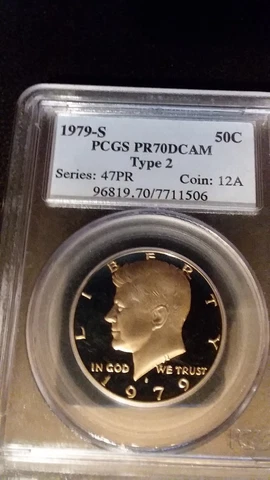 1979-S 50C
PCGS PR70DCAM
Type 2
Series: 47PR Coin: 12A
96819.70/7711506
LIBERTY
IN GOD WE TRUST
1979